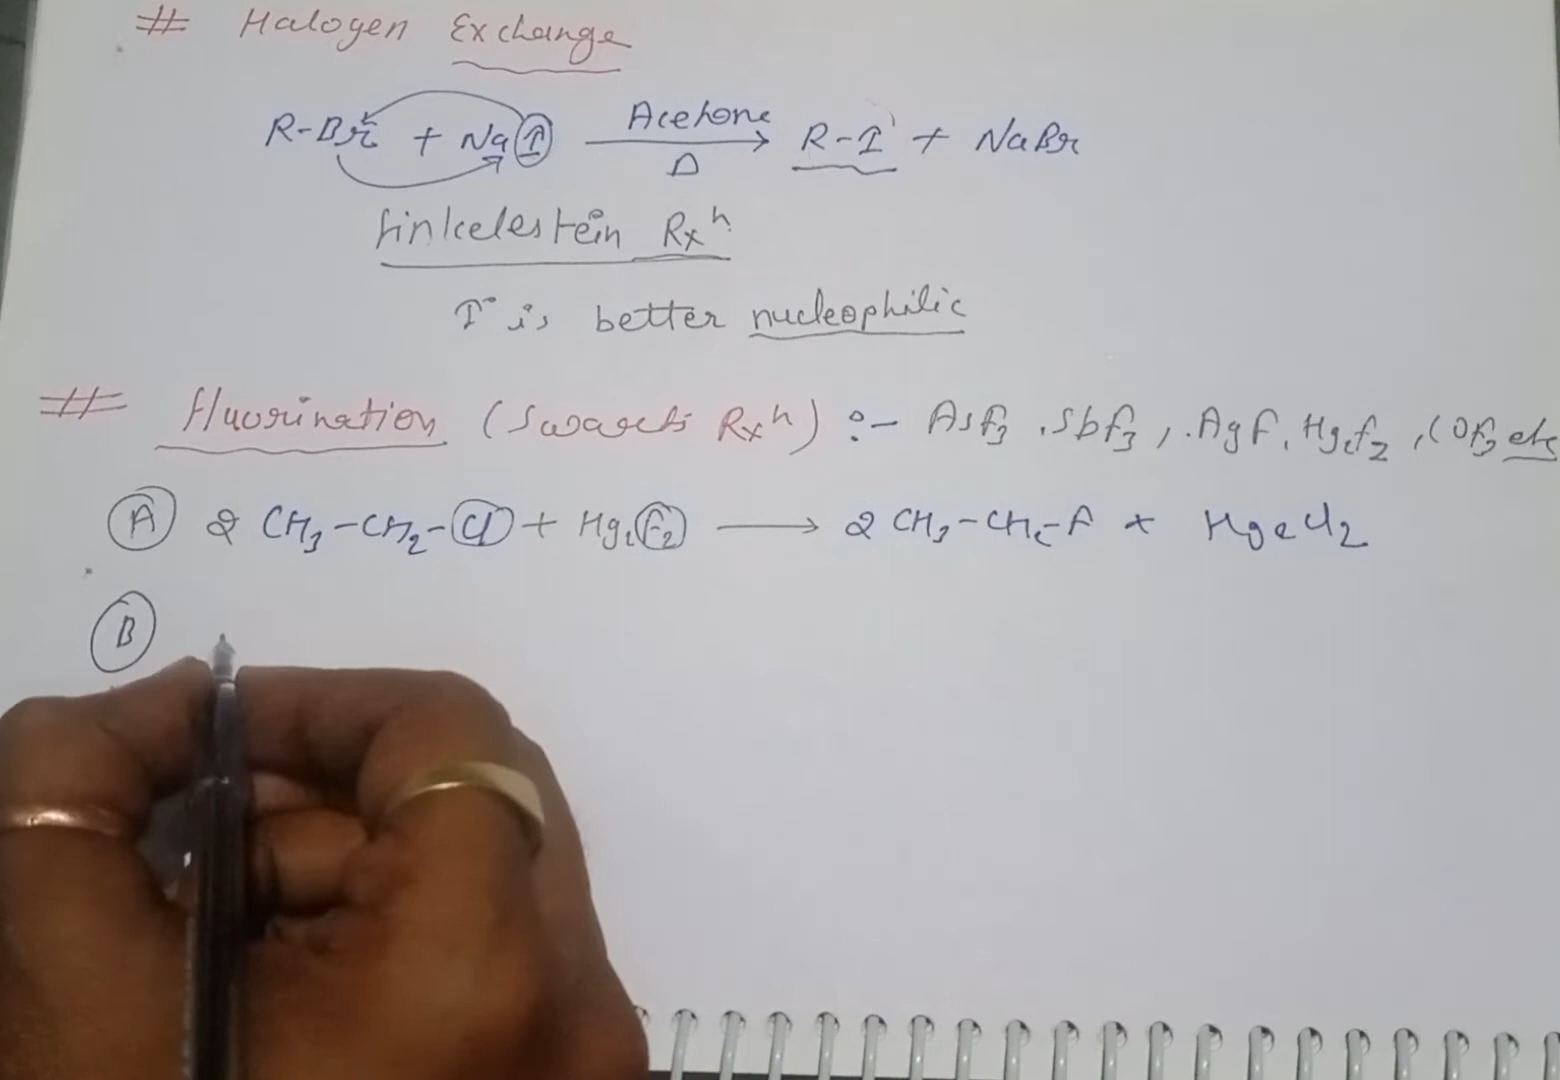 # Halogen Exchange
R-Br + NaI Acetone Δ → R-I + NaBr
Finkelestein Rxn
I⁻ is better nucleophilic
# Fluorination (Swarts Rxn) :- AsF3, SbF3, AgF, Hg2F2, COF3 etc
A 2 CH3-CH2-Cl + Hg2F2 → 2 CH3-CH2-F + Hg2Cl2
B